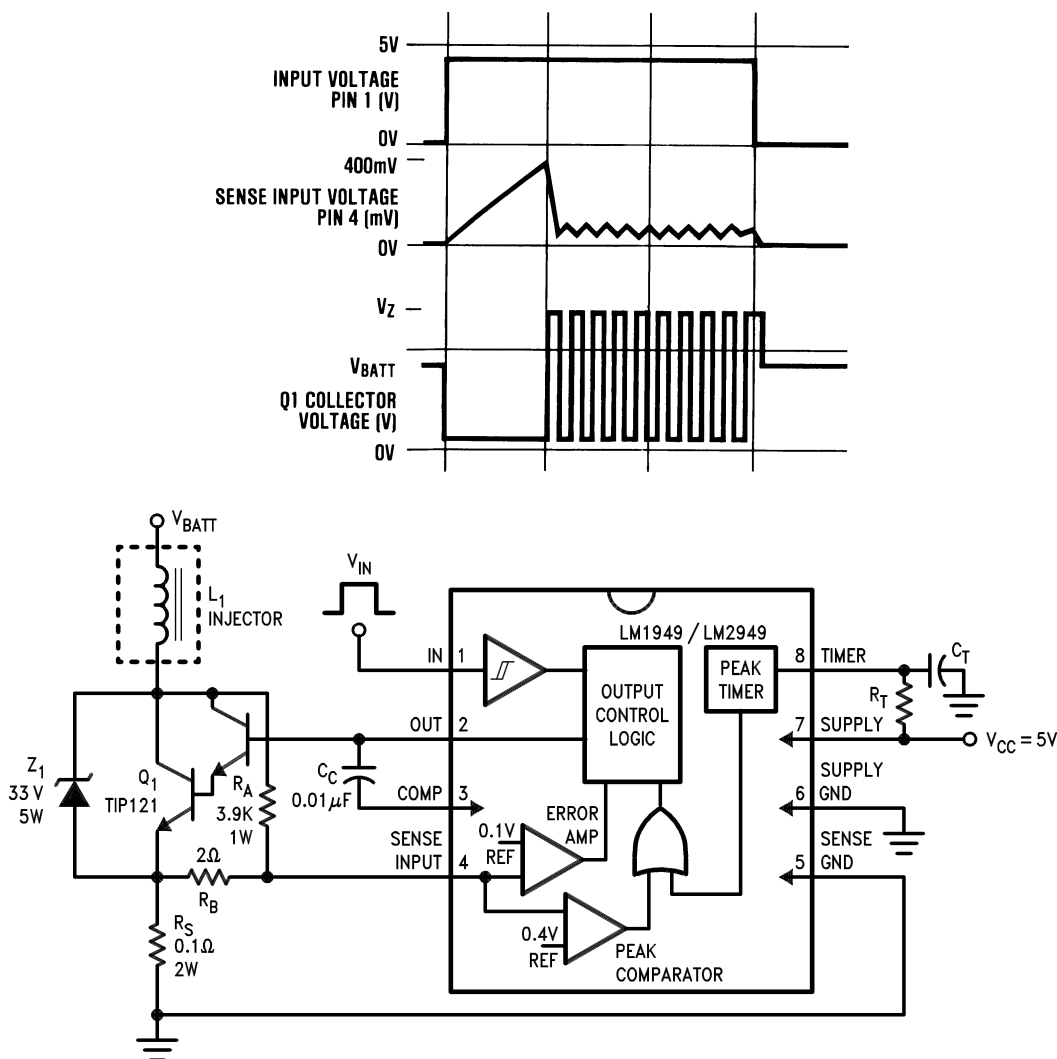 5V
INPUT VOLTAGE
PIN 1 (V)
0V
400mV
SENSE INPUT VOLTAGE
PIN 4 (mV)
0V
VZ
VBATT
Q1 COLLECTOR
VOLTAGE (V)
0V
VBATT
L1
INJECTOR
VIN
LM1949 / LM2949
IN 1
OUT 2
COMP 3
SENSE
INPUT 4
OUTPUT
CONTROL
LOGIC
PEAK
TIMER
8 TIMER
CT
RT
7 SUPPLY
VCC = 5V
SUPPLY
6 GND
SENSE
5 GND
Z1
33 V
5W
Q1
TIP121
RA
3.9K
1W
CC
0.01μF
2Ω
RB
RS
0.1Ω
2W
0.1V
REF
ERROR
AMP
0.4V
REF
PEAK
COMPARATOR